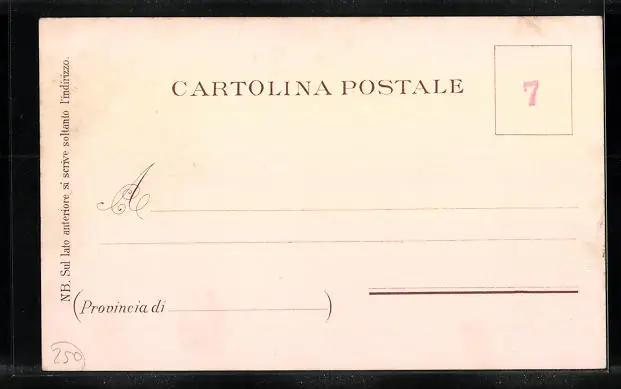 CARTOLINA POSTALE
7
A
(Provincia di )
NB. Sul lato anteriore si scrive soltanto l'indirizzo.
250